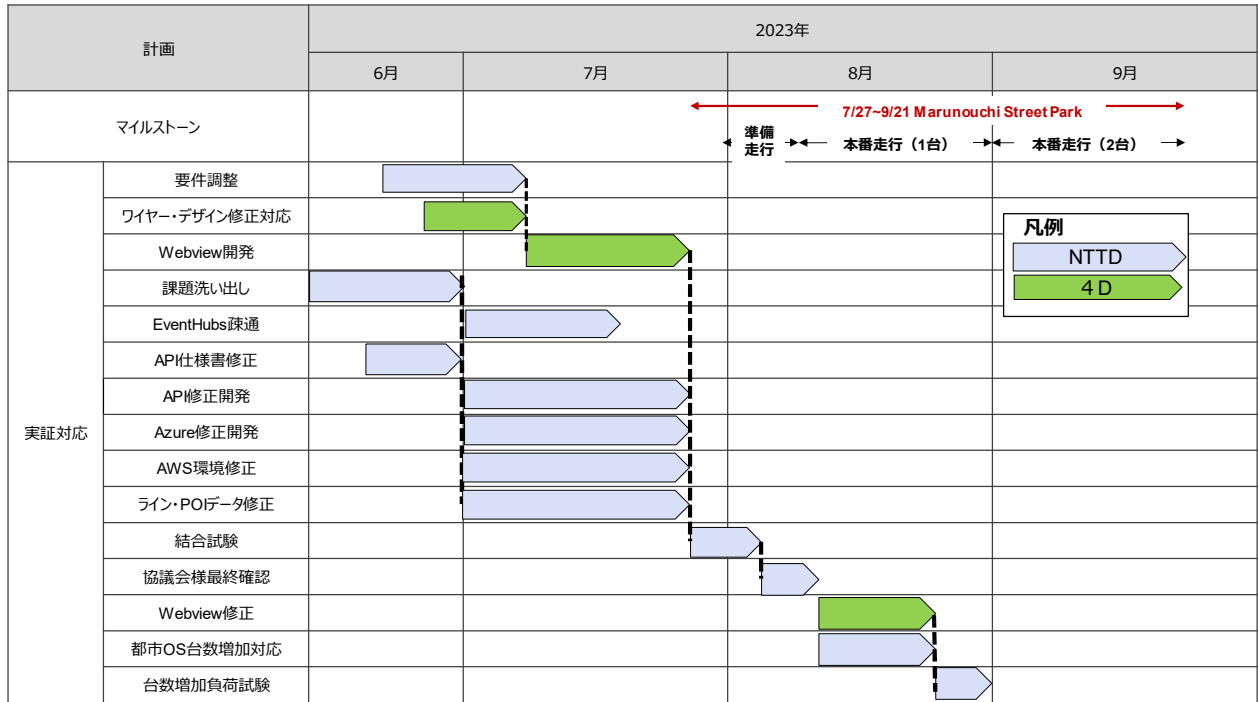 計画
2023年
6月
7月
8月
9月
マイルストーン
7/27~9/21 Marunouchi Street Park
準備
走行
本番走行（1台）
本番走行（2台）
実証対応
要件調整
ワイヤー・デザイン修正対応
Webview開発
課題洗い出し
EventHubs疎通
API仕様書修正
API修正開発
Azure修正開発
AWS環境修正
ライン・POIデータ修正
結合試験
協議会様最終確認
Webview修正
都市OS台数増加対応
台数増加負荷試験
凡例
NTTD
４D